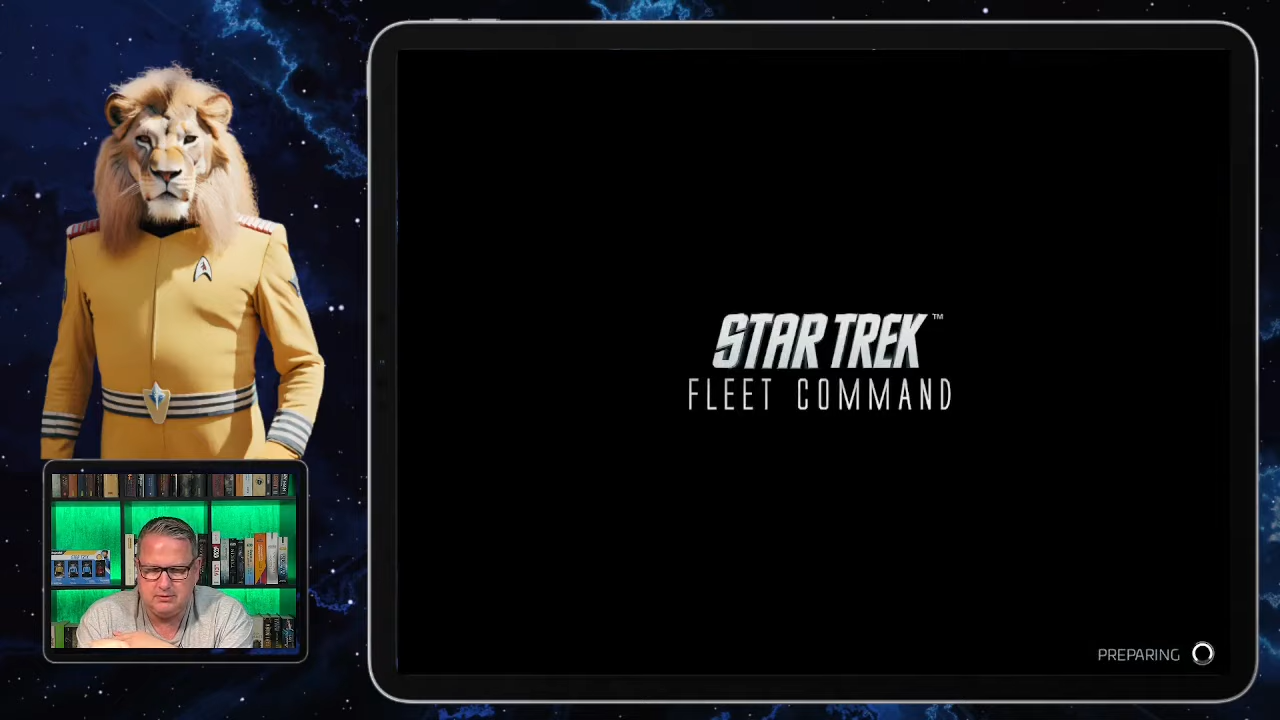 STAR TREK™
FLEET COMMAND
PREPARING